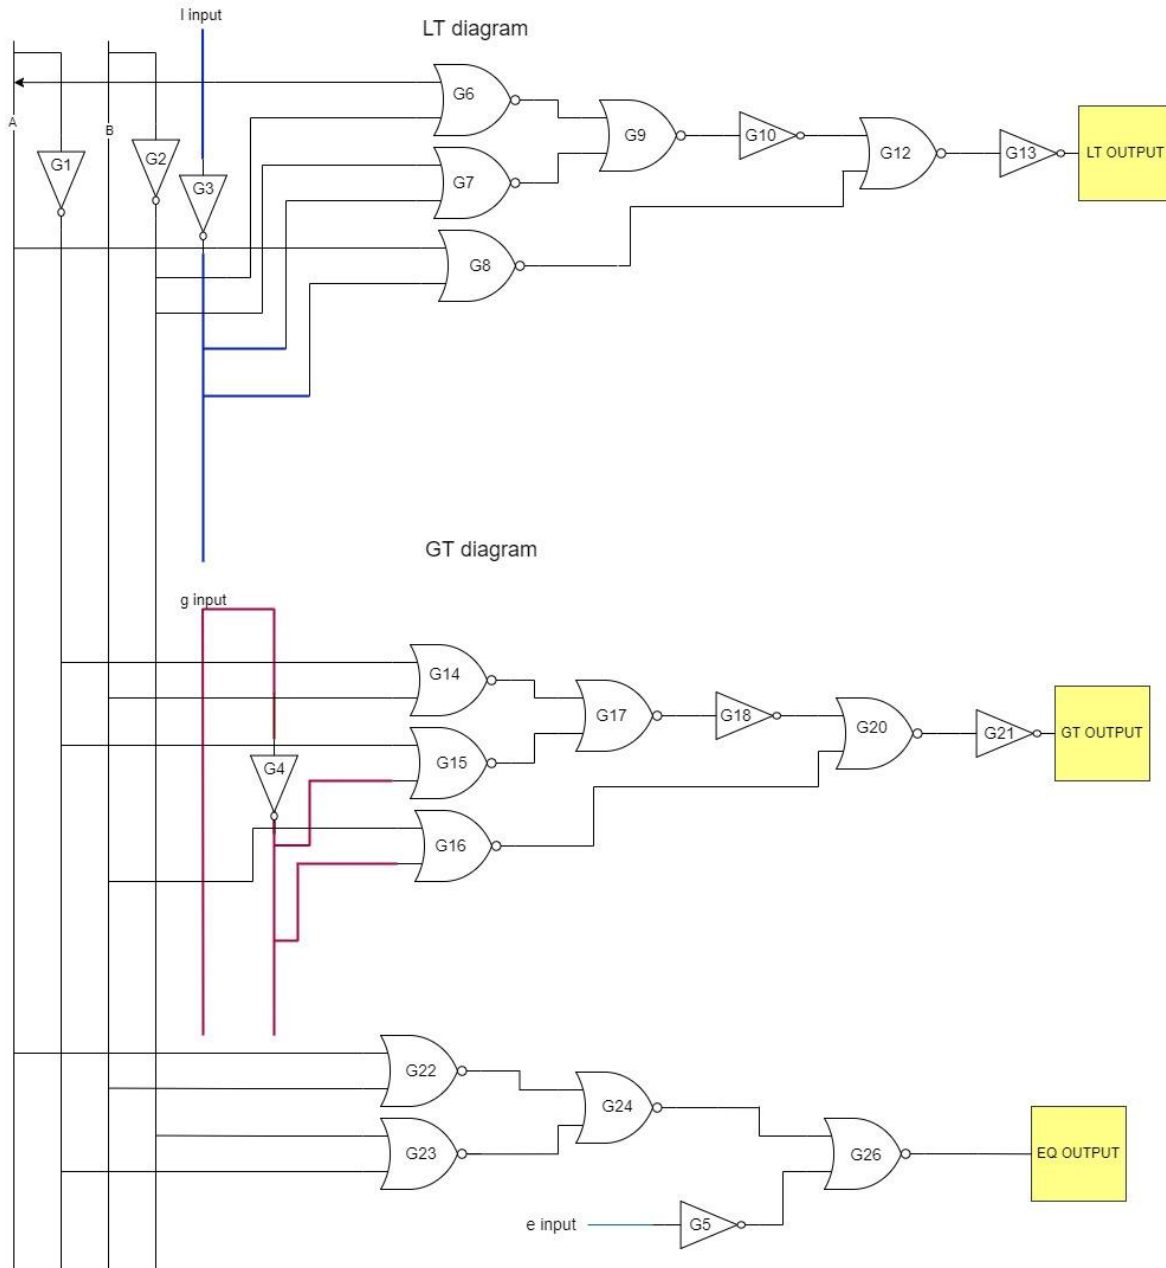 l input
LT diagram
A
B
G1
G2
G3
G6
G7
G8
G9
G10
G12
G13
LT OUTPUT
GT diagram
g input
G4
G14
G15
G16
G17
G18
G20
G21
GT OUTPUT
G22
G23
G24
G26
EQ OUTPUT
e input
G5